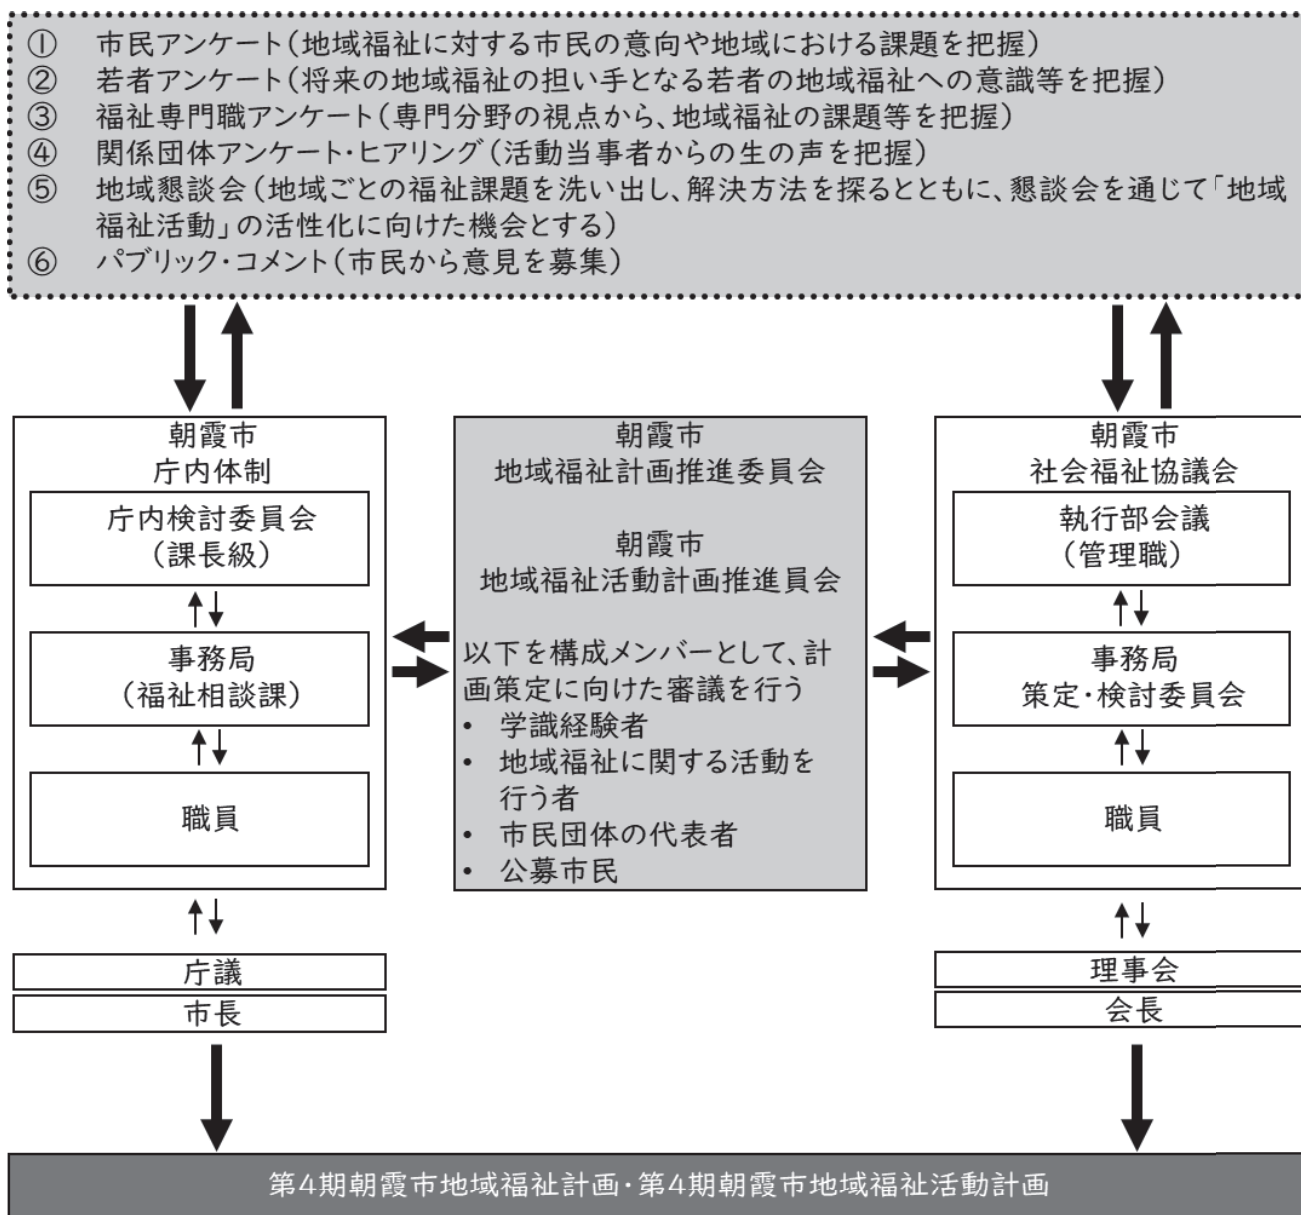 ① 市民アンケート(地域福祉に対する市民の意向や地域における課題を把握)
② 若者アンケート(将来の地域福祉の担い手となる若者の地域福祉への意識等を把握)
③ 福祉専門職アンケート(専門分野の視点から、地域福祉の課題等を把握)
④ 関係団体アンケート・ヒアリング(活動当事者からの生の声を把握)
⑤ 地域懇談会(地域ごとの福祉課題を洗い出し、解決方法を探るとともに、懇談会を通じて「地域
福祉活動」の活性化に向けた機会とする)
⑥ パブリック・コメント(市民から意見を募集)
朝霞市
庁内体制
庁内検討委員会
(課長級)
事務局
(福祉相談課)
職員
庁議
市長
朝霞市
地域福祉計画推進委員会
朝霞市
地域福祉活動計画推進員会
以下を構成メンバーとして、計
画策定に向けた審議を行う
• 学識経験者
• 地域福祉に関する活動を
行う者
• 市民団体の代表者
• 公募市民
朝霞市
社会福祉協議会
執行部会議
(管理職)
事務局
策定・検討委員会
職員
理事会
会長
第4期朝霞市地域福祉計画・第4期朝霞市地域福祉活動計画